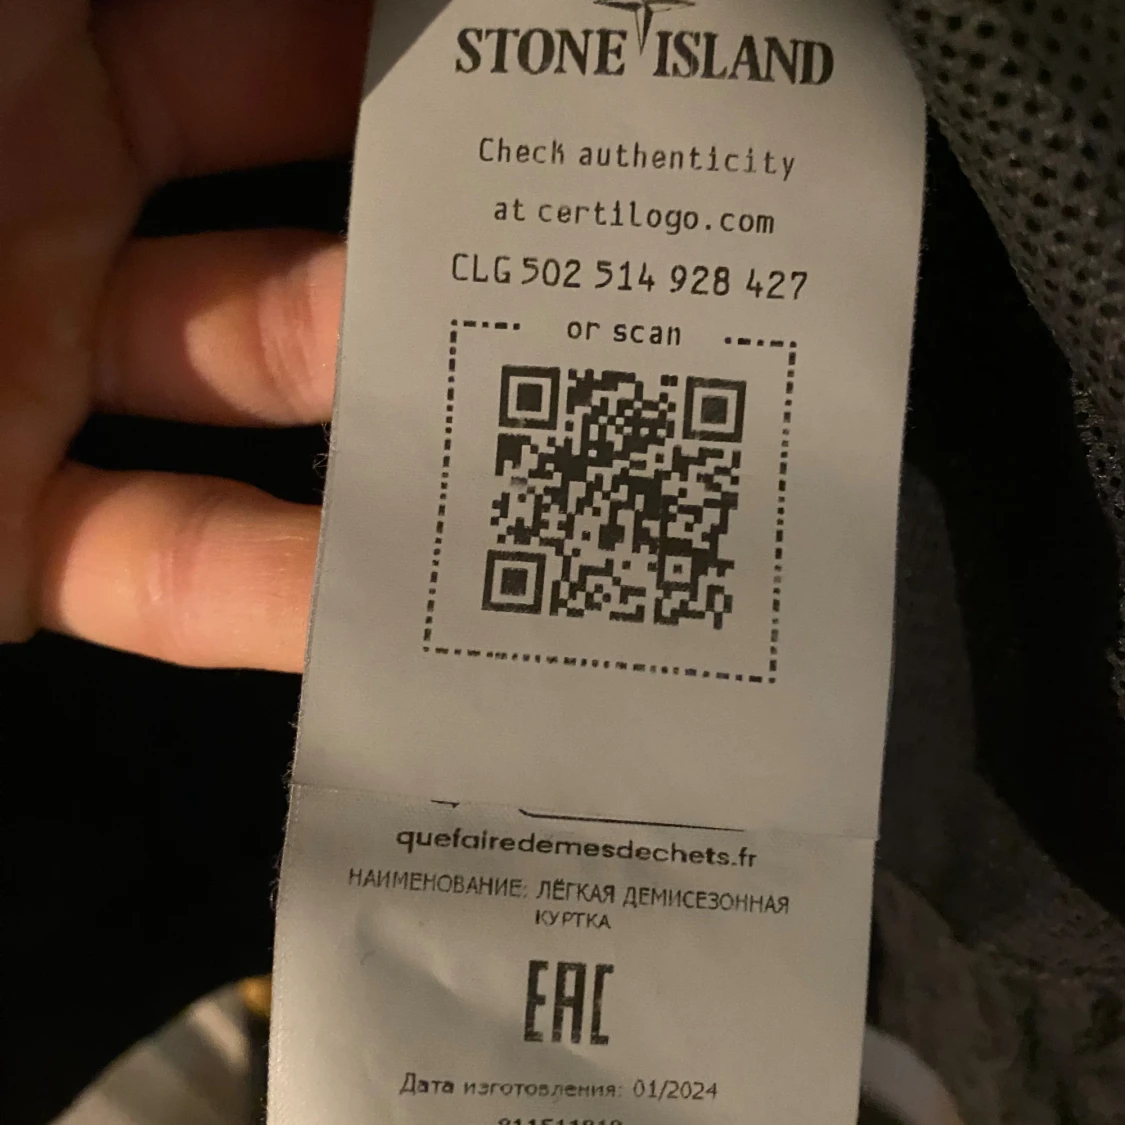 STONE ISLAND
Check authenticity
at certilogo.com
CLG 502 514 928 427
or scan
quefairedemesdechets.fr
НАИМЕНОВАНИЕ: ЛЁГКАЯ ДЕМИСЕЗОННАЯ
КУРТКА
EAC
Дата изготовления: 01/2024